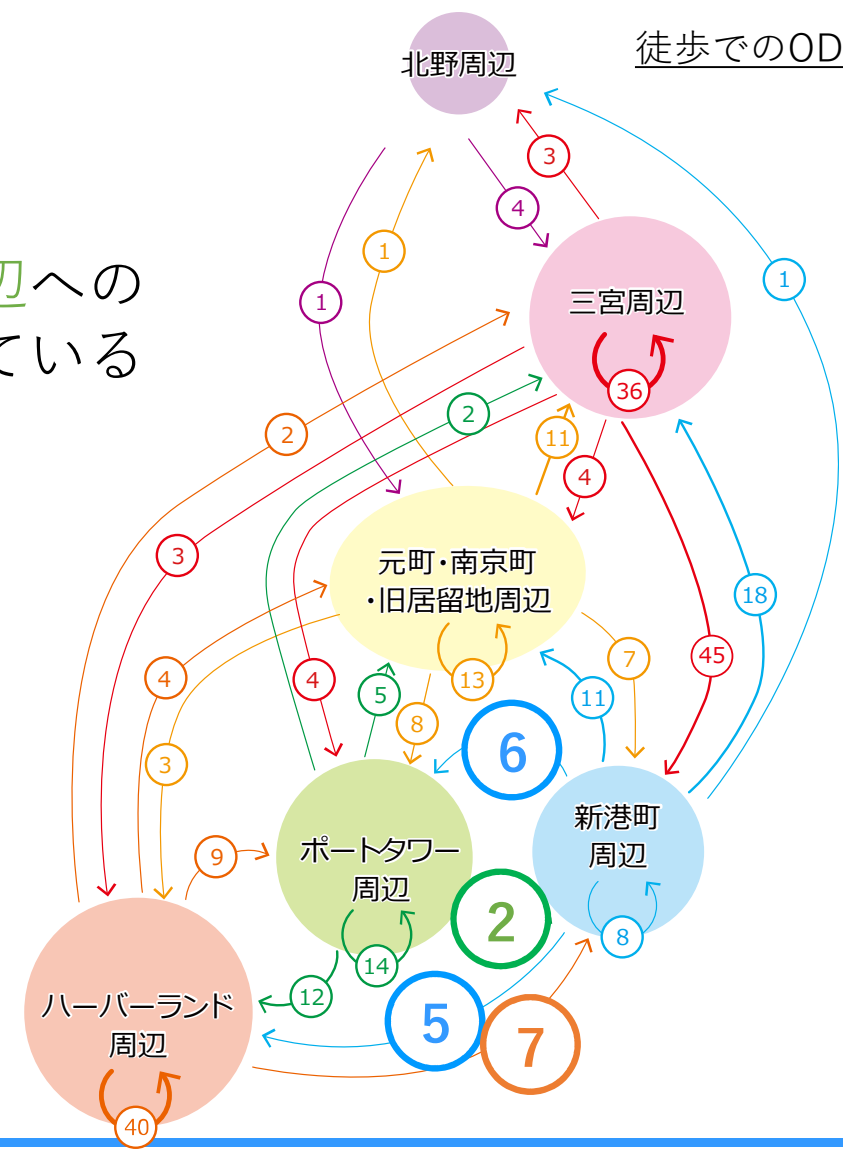 徒歩でのOD
北野周辺
3
4
1
1
1
辺への
ている
三宮周辺
36
2
2
11
4
3
元町・南京町
・旧居留地周辺
18
45
7
13
4
4
5
11
8
6
3
新港町
周辺
ポートタワー
周辺
9
2
8
14
12
ハーバーランド
周辺
5
7
40